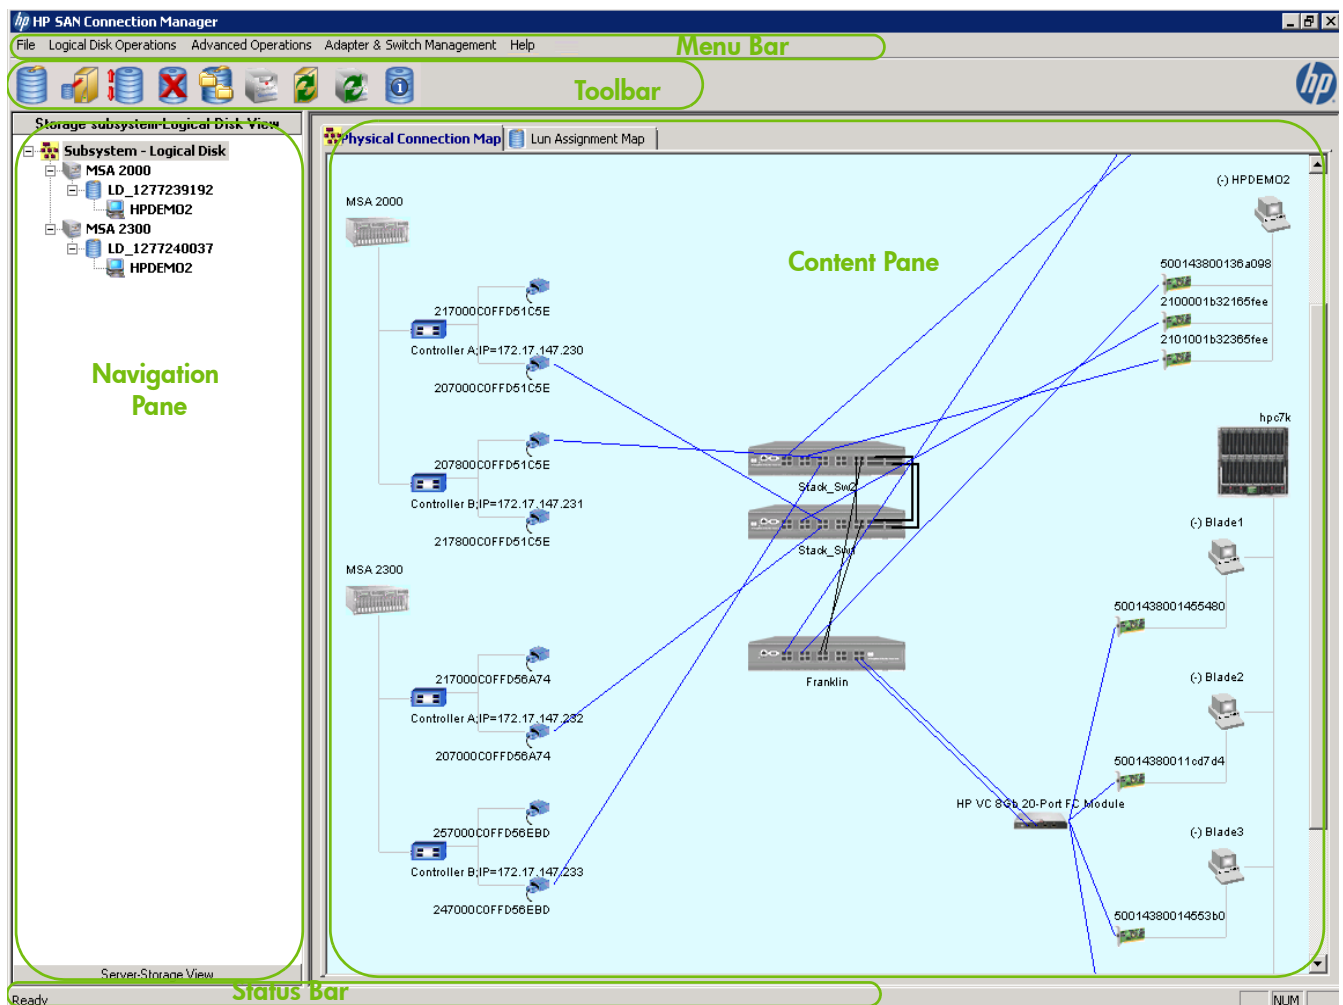 hp HP SAN Connection Manager
File Logical Disk Operations Advanced Operations Adapter & Switch Management Help
Menu Bar
Toolbar
hp
Storage subsystem-Logical Disk View
Subsystem - Logical Disk
MSA 2000
LD_1277239192
HPDEMO2
MSA 2300
LD_1277240037
HPDEMO2
Navigation
Pane
Server-Storage View
Physical Connection Map
Lun Assignment Map
Content Pane
MSA 2000
217000C0FFD51C5E
Controller A;IP=172.17.147.230
207000C0FFD51C5E
207800C0FFD51C5E
Controller B;IP=172.17.147.231
217800C0FFD51C5E
MSA 2300
217000C0FFD56A74
Controller A;IP=172.17.147.232
207000C0FFD56A74
257000C0FFD56EBD
Controller B;IP=172.17.147.233
247000C0FFD56EBD
Stack_Sw2
Stack_Sw1
Franklin
HP VC 8Gb 20-Port FC Module
(-) HPDEMO2
500143800136a098
2100001b32165fee
2101001b32365fee
hpc7k
(-) Blade1
5001438001455480
(-) Blade2
50014380011cd7d4
(-) Blade3
50014380014553b0
Status Bar
Ready
NUM